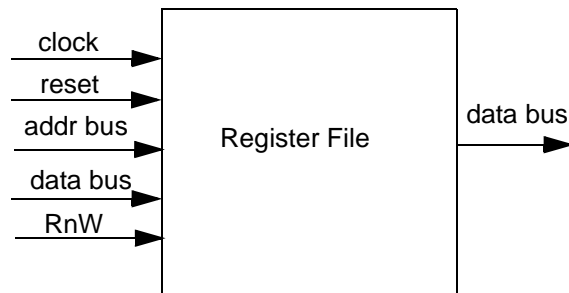 clock
reset
addr bus
data bus
RnW
Register File
data bus